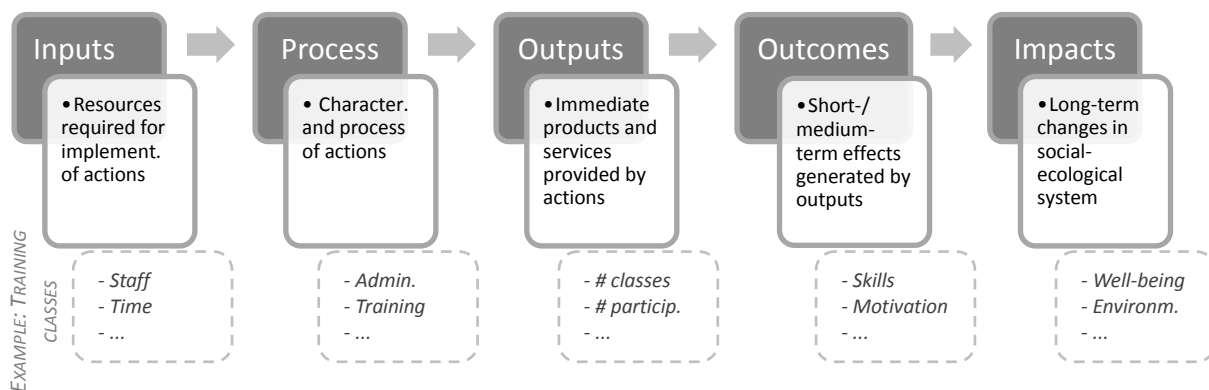 Inputs
•Resources
required for
implement.
of actions
Process
• Character.
and process
of actions
Outputs
•Immediate
products and
services
provided by
actions
Outcomes
•Short-/
medium-
term effects
generated by
outputs
Impacts
•Long-term
changes in
social-
ecological
system
EXAMPLE: TRAINING
CLASSES
- Staff
- Time
- ...
- Admin.
- Training
- ...
- # classes
- # particip.
- ...
- Skills
- Motivation
- ...
- Well-being
- Environm.
- ...